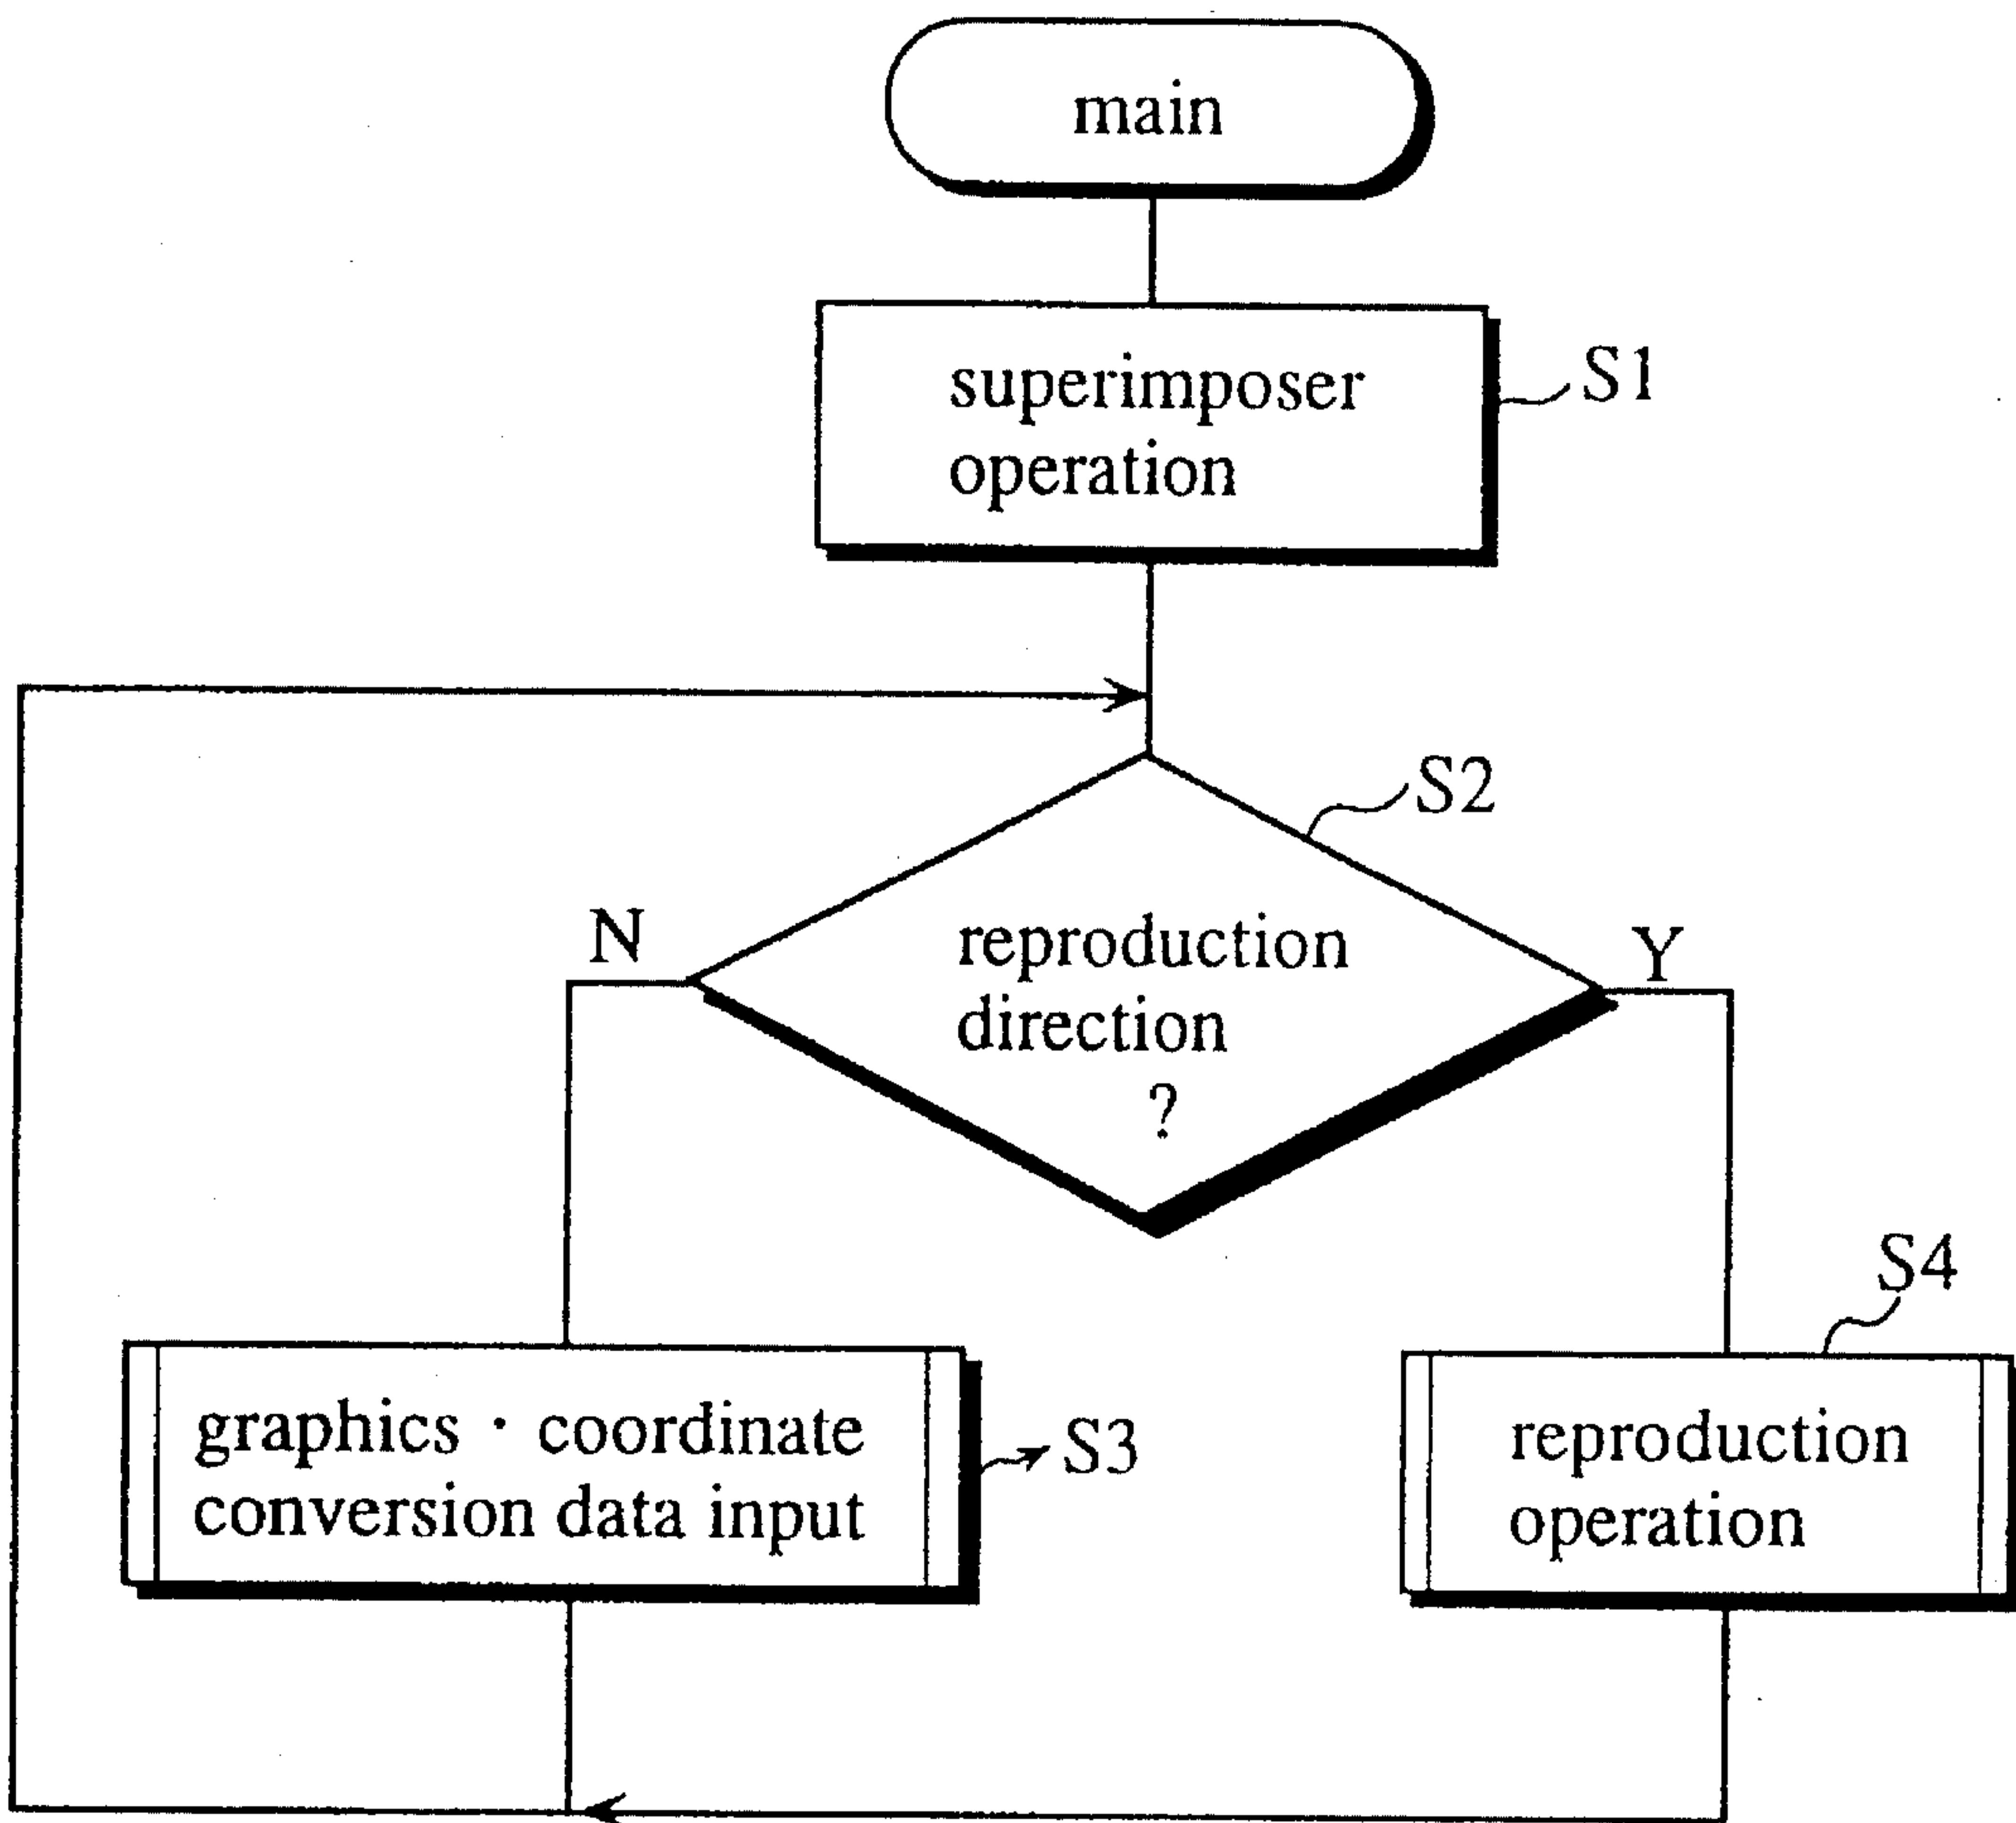 main
superimposer
operation
S1
S2
N
reproduction
direction
?
Y
S4
graphics · coordinate
conversion data input
S3
reproduction
operation